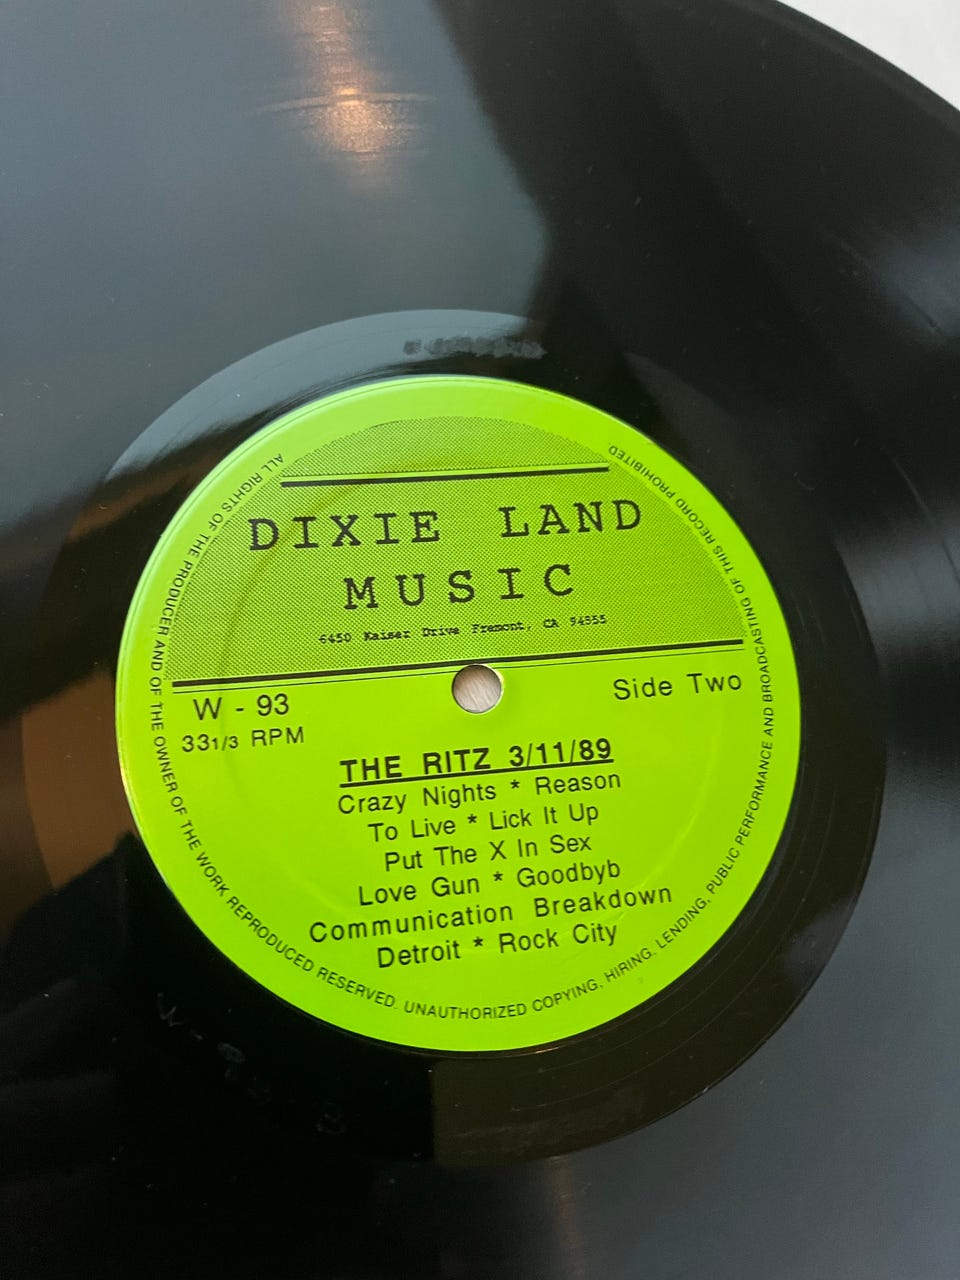 DIXIE LAND
MUSIC
6450 Kaiser Drive Fremont, CA 94555
W - 93
33 1/3 RPM
Side Two
THE RITZ 3/11/89
Crazy Nights * Reason
To Live * Lick It Up
Put The X In Sex
Love Gun * Goodbyb
Communication Breakdown
Detroit * Rock City
ALL RIGHTS OF THE PRODUCER AND OF THE OWNER OF THE WORK REPRODUCED RESERVED. UNAUTHORIZED COPYING, HIRING. LENDING, PUBLIC PERFORMANCE AND BROADCASTING OF THIS RECORD PROHIBITED.